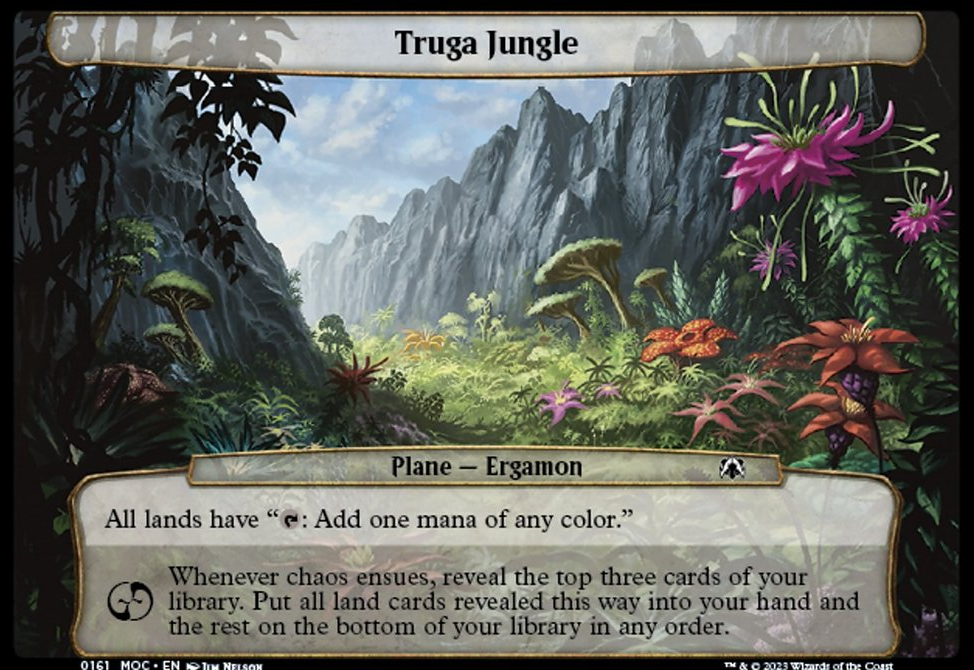 Truga Jungle
Plane — Ergamon
All lands have “: Add one mana of any color.”
Whenever chaos ensues, reveal the top three cards of your
library. Put all land cards revealed this way into your hand and
the rest on the bottom of your library in any order.
0161 MOC • EN Jim Nelson
™ & © 2023 Wizards of the Coast